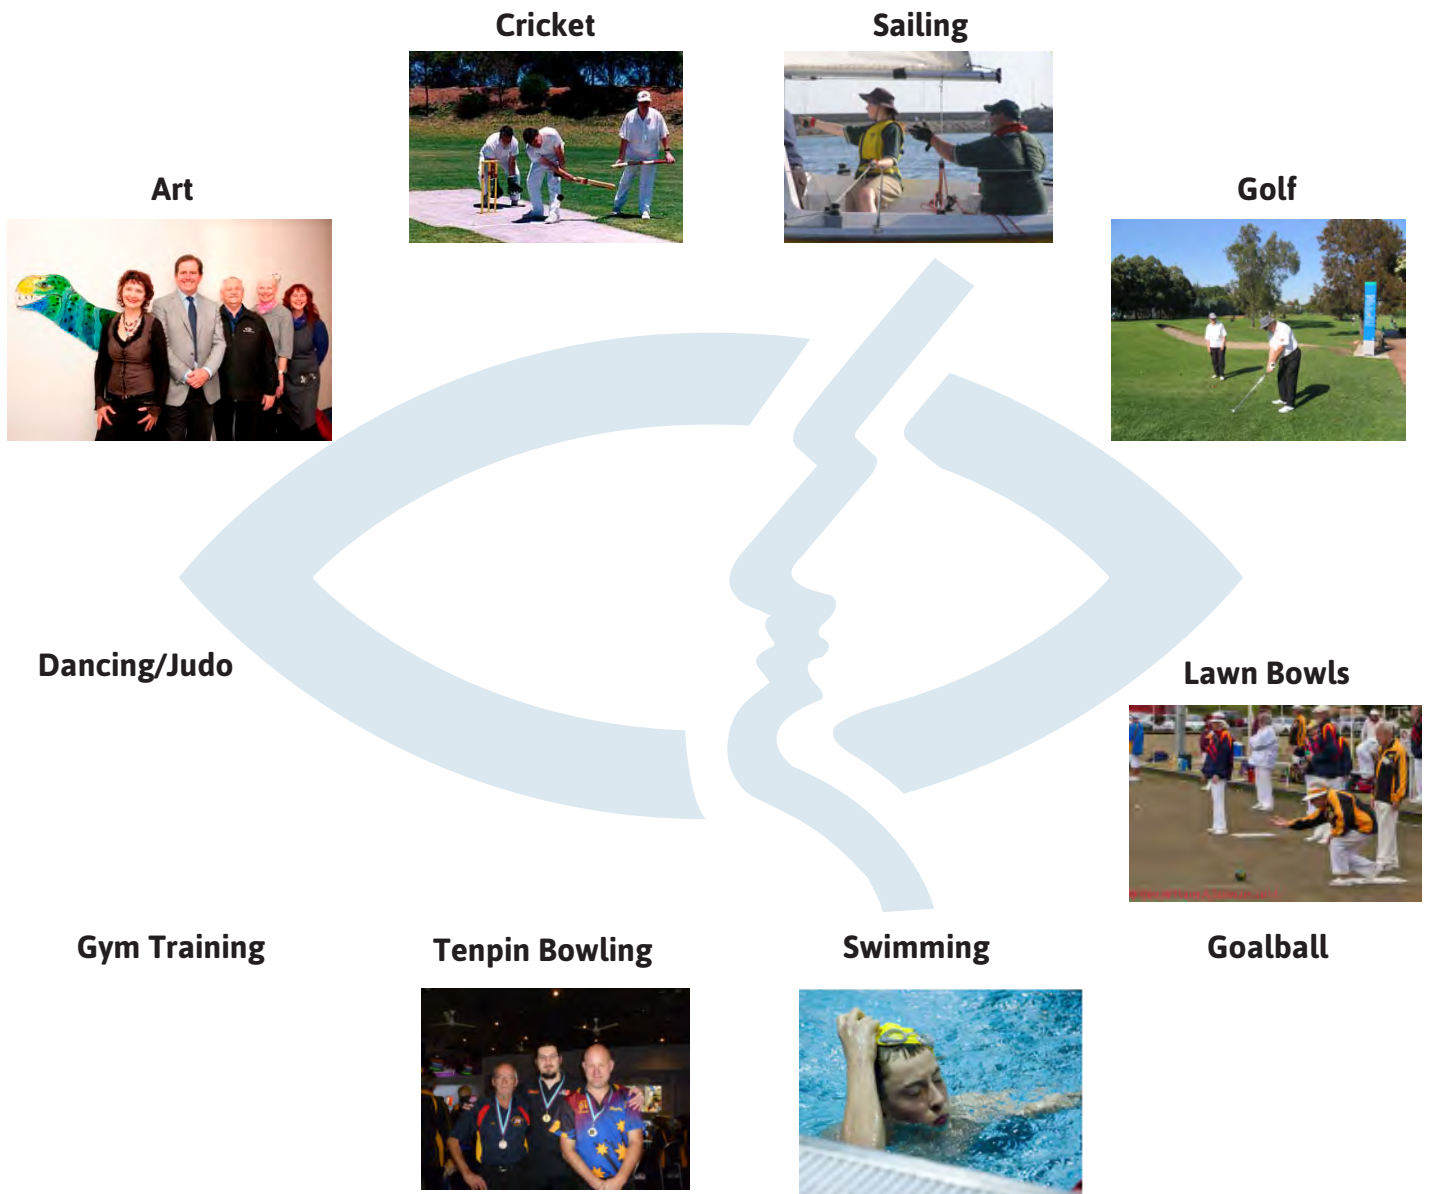 Cricket
Sailing
Art
Golf
Dancing/Judo
Lawn Bowls
Gym Training
Tenpin Bowling
Swimming
Goalball